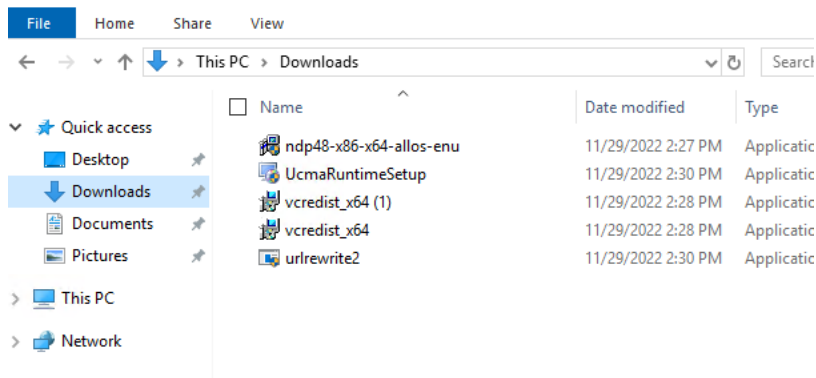 File Home Share View
This PC > Downloads
Name Date modified Type
Quick access
Desktop
Downloads
Documents
Pictures
This PC
Network
ndp48-x86-x64-allos-enu 11/29/2022 2:27 PM Applicatio
UcmaRuntimeSetup 11/29/2022 2:30 PM Applicatio
vcredist_x64 (1) 11/29/2022 2:28 PM Applicatio
vcredist_x64 11/29/2022 2:28 PM Applicatio
urlrewrite2 11/29/2022 2:30 PM Applicatio